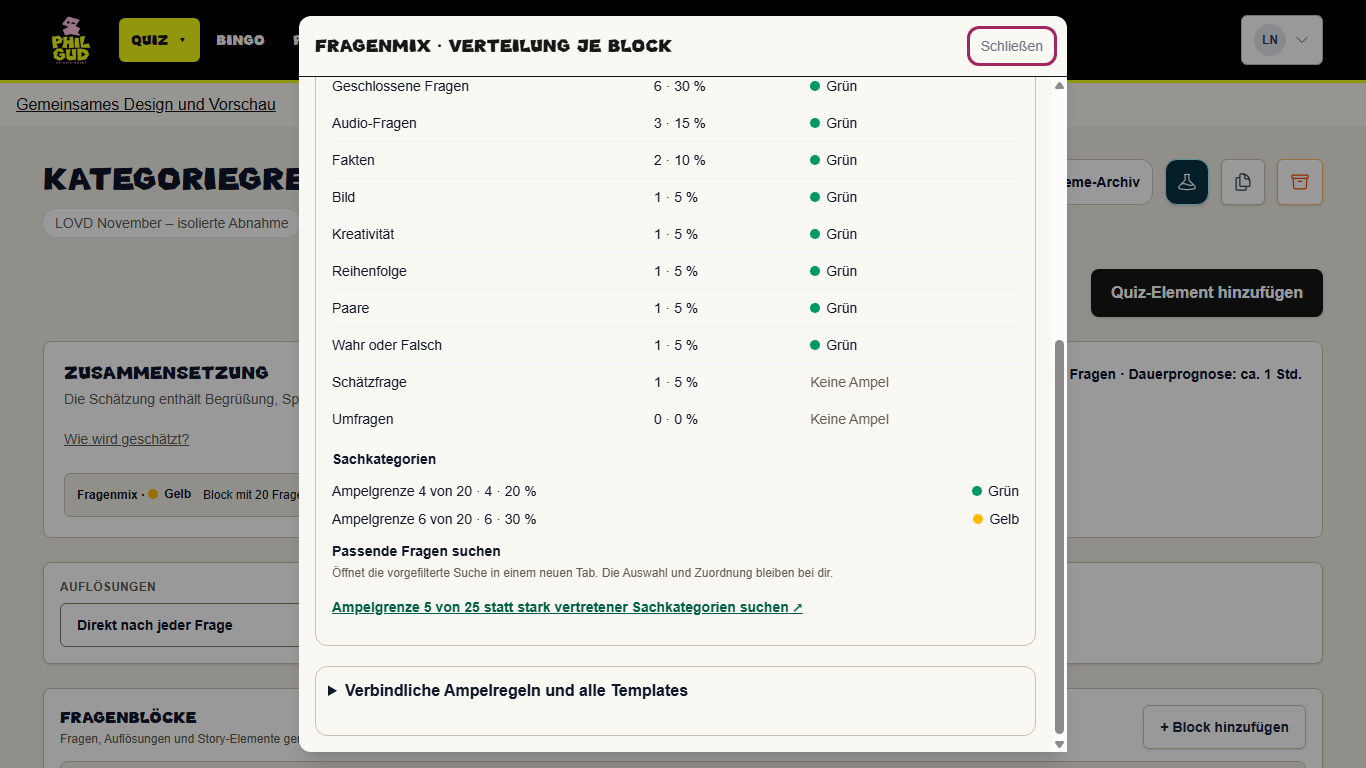 PHIL
GUD
QUIZ ▼
BINGO
FRAGENMIX · VERTEILUNG JE BLOCK
Schließen
LN
Gemeinsames Design und Vorschau
Geschlossene Fragen 6 · 30 % Grün
Audio-Fragen 3 · 15 % Grün
Fakten 2 · 10 % Grün
Bild 1 · 5 % Grün
Kreativität 1 · 5 % Grün
Reihenfolge 1 · 5 % Grün
Paare 1 · 5 % Grün
Wahr oder Falsch 1 · 5 % Grün
Schätzfrage 1 · 5 % Keine Ampel
Umfragen 0 · 0 % Keine Ampel
Sachkategorien
Ampelgrenze 4 von 20 · 4 · 20 % Grün
Ampelgrenze 6 von 20 · 6 · 30 % Gelb
Passende Fragen suchen
Öffnet die vorgefilterte Suche in einem neuen Tab. Die Auswahl und Zuordnung bleiben bei dir.
Ampelgrenze 5 von 25 statt stark vertretener Sachkategorien suchen ↗
▶ Verbindliche Ampelregeln und alle Templates
KATEGORIEGRE
eme-Archiv
LOVD November – isolierte Abnahme
Quiz-Element hinzufügen
ZUSAMMENSETZUNG
Fragen · Dauerprognose: ca. 1 Std.
Die Schätzung enthält Begrüßung, Sp
Wie wird geschätzt?
Fragenmix · Gelb Block mit 20 Frage
AUFLÖSUNGEN
Direkt nach jeder Frage
FRAGENBLÖCKE
Fragen, Auflösungen und Story-Elemente ge
+ Block hinzufügen